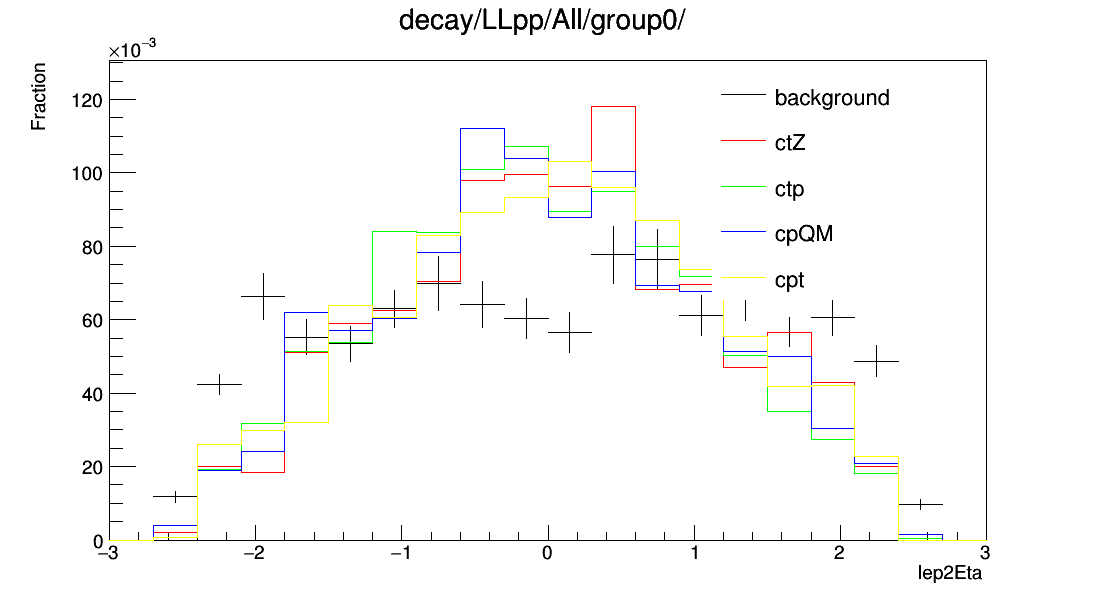 decay/LLpp/All/group0/
×10⁻³
Fraction
120
100
80
60
40
20
0
background
ctZ
ctp
cpQM
cpt
−3
−2
−1
0
1
2
3
lep2Eta